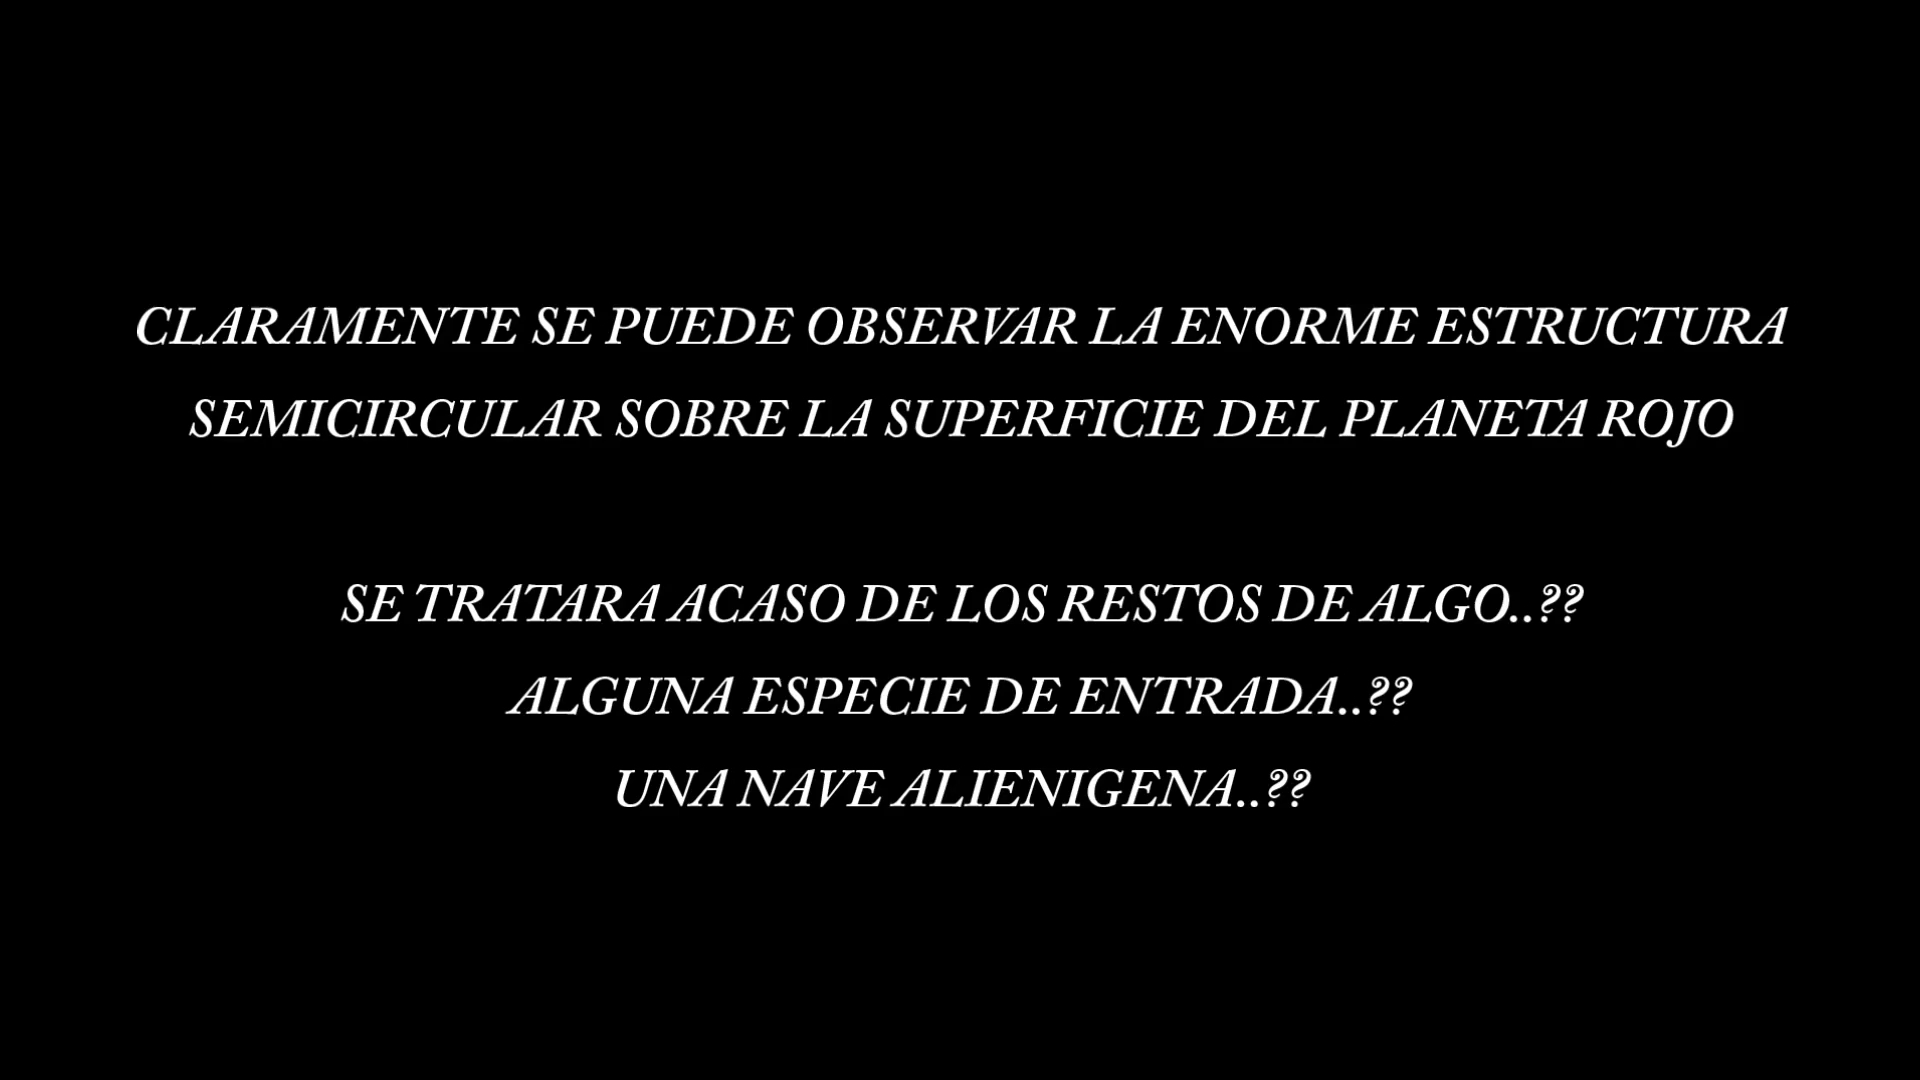 CLARAMENTE SE PUEDE OBSERVAR LA ENORME ESTRUCTURA
SEMICIRCULAR SOBRE LA SUPERFICIE DEL PLANETA ROJO
SE TRATARA ACASO DE LOS RESTOS DE ALGO..??
ALGUNA ESPECIE DE ENTRADA..??
UNA NAVE ALIENIGENA..??